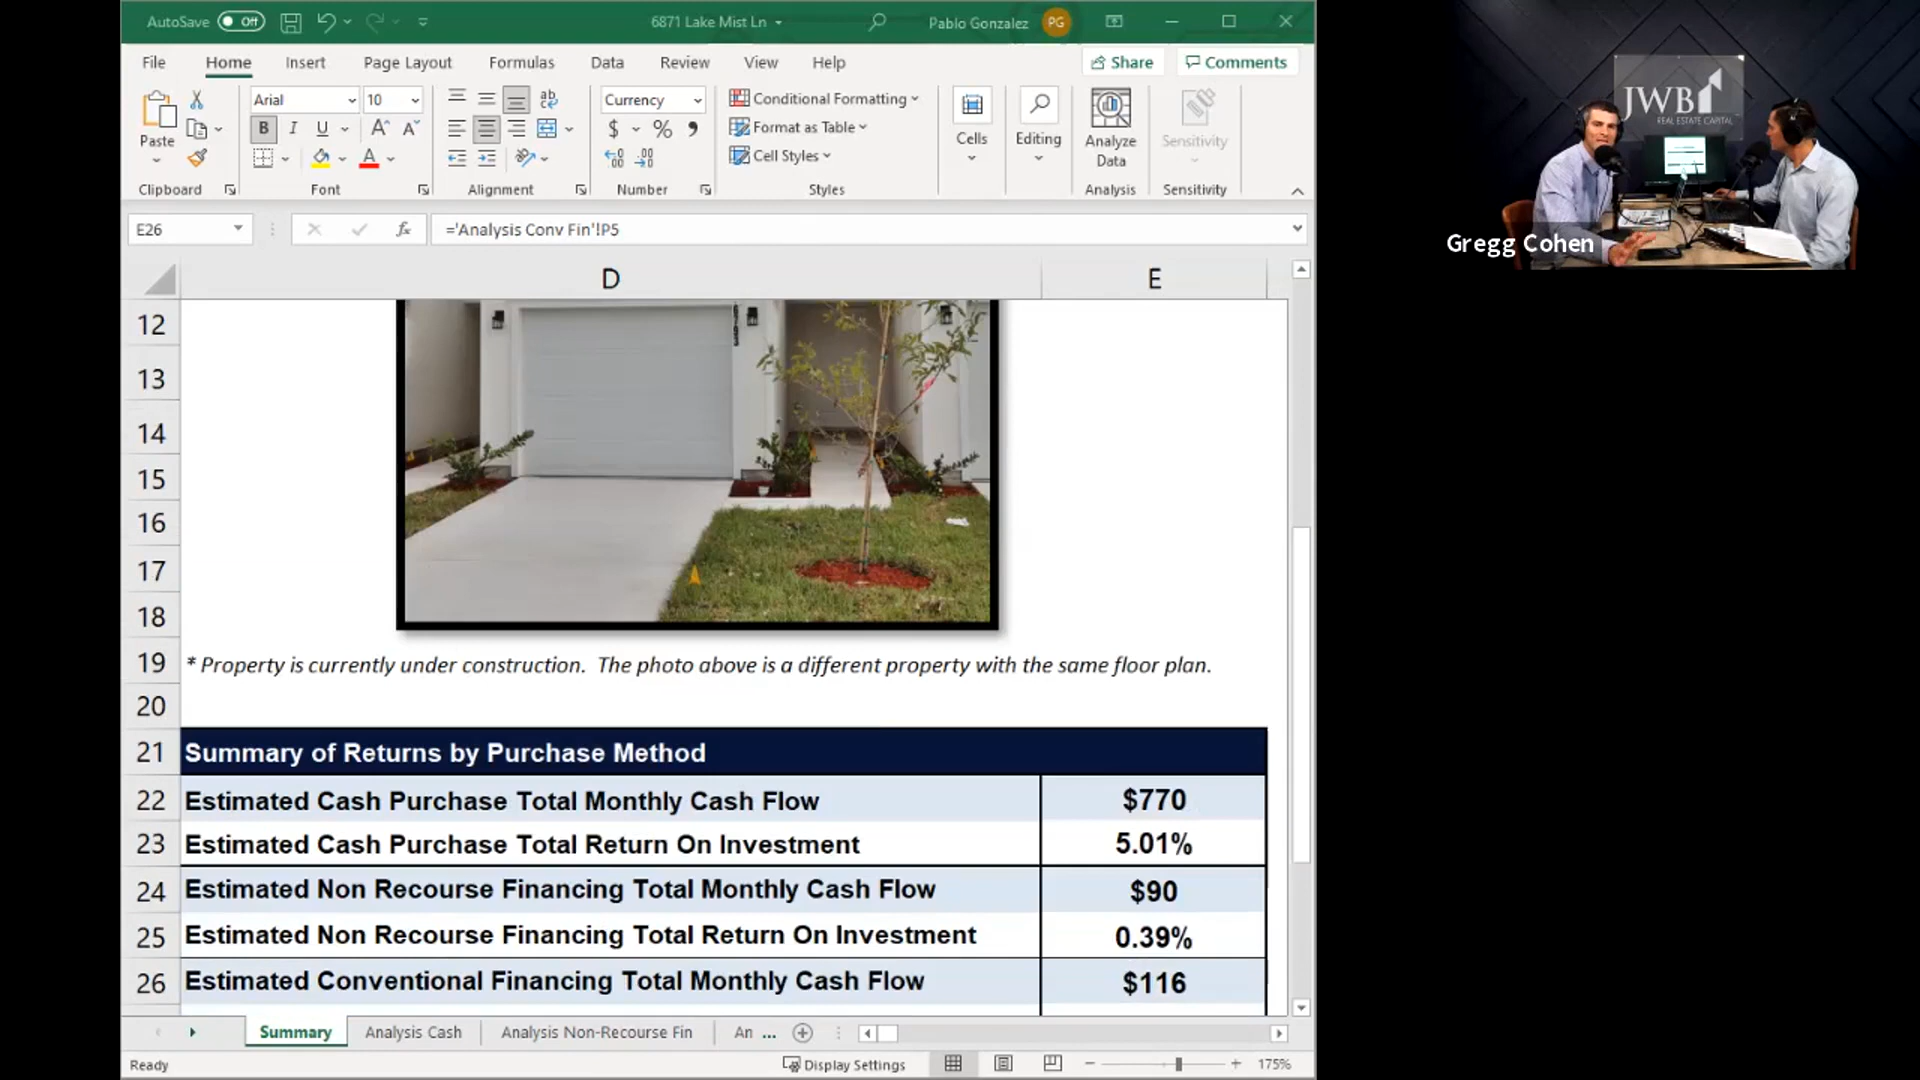 AutoSave Off 6871 Lake Mist Ln Pablo Gonzalez PG
File Home Insert Page Layout Formulas Data Review View Help Share Comments
Paste
Clipboard
Arial 10
B I U A A
A
Font
ab
c
Alignment
Currency
$ % 9
Number
Conditional Formatting
Format as Table
Cell Styles
Styles
Cells
Editing
Analyze
Data
Analysis
Sensitivity
Sensitivity
E26 fx ='Analysis Conv Fin'!P5
D E
12
13
14
15
16
17
18
19 * Property is currently under construction. The photo above is a different property with the same floor plan.
20
21 Summary of Returns by Purchase Method
22 Estimated Cash Purchase Total Monthly Cash Flow $770
23 Estimated Cash Purchase Total Return On Investment 5.01%
24 Estimated Non Recourse Financing Total Monthly Cash Flow $90
25 Estimated Non Recourse Financing Total Return On Investment 0.39%
26 Estimated Conventional Financing Total Monthly Cash Flow $116
Summary Analysis Cash Analysis Non-Recourse Fin An ...
Ready Display Settings 175%
JWB
REAL ESTATE CAPITAL
Gregg Cohen